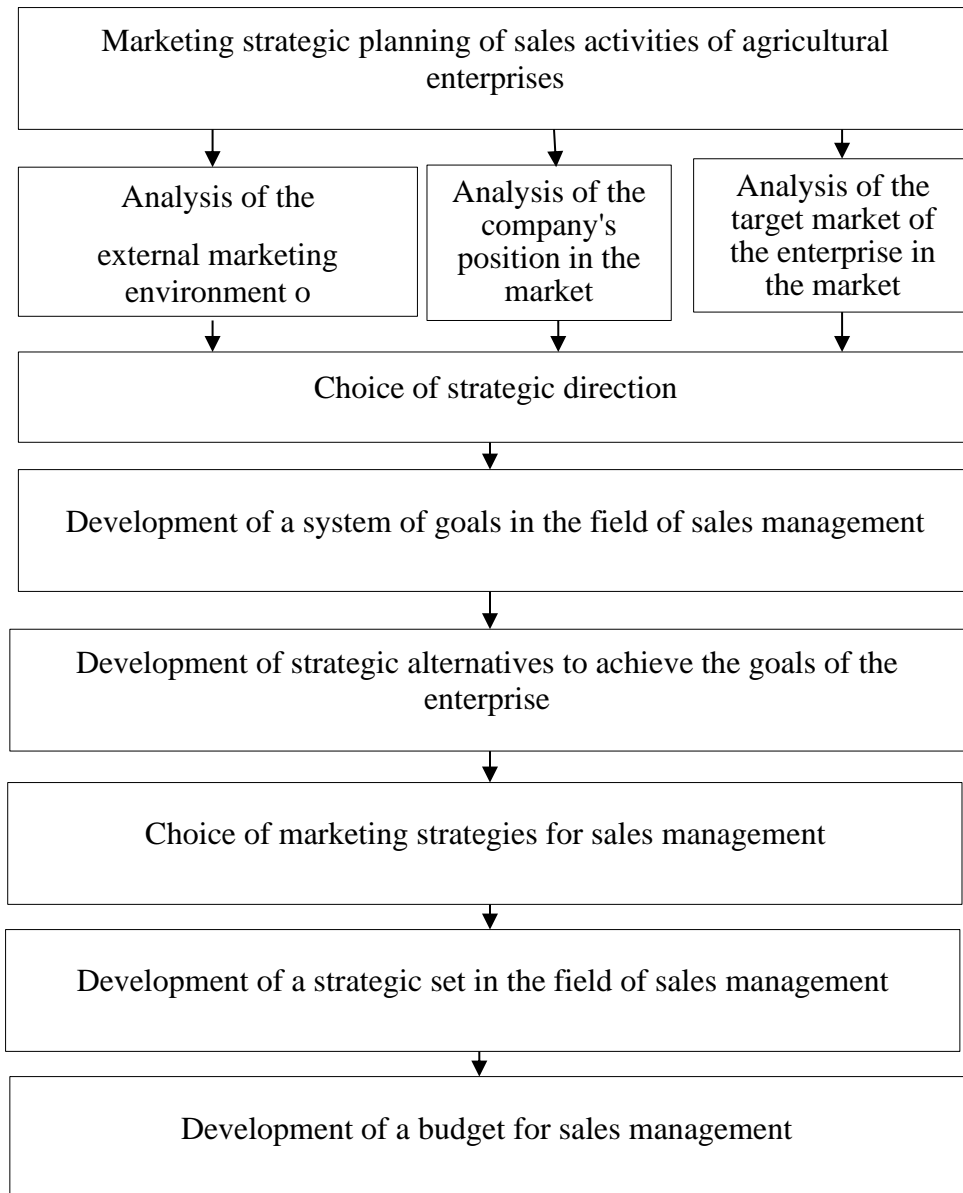 Marketing strategic planning of sales activities of agricultural
enterprises
Analysis of the
external marketing
environment o
Analysis of the
company's
position in the
market
Analysis of the
target market of
the enterprise in
the market
Choice of strategic direction
Development of a system of goals in the field of sales management
Development of strategic alternatives to achieve the goals of the
enterprise
Choice of marketing strategies for sales management
Development of a strategic set in the field of sales management
Development of a budget for sales management